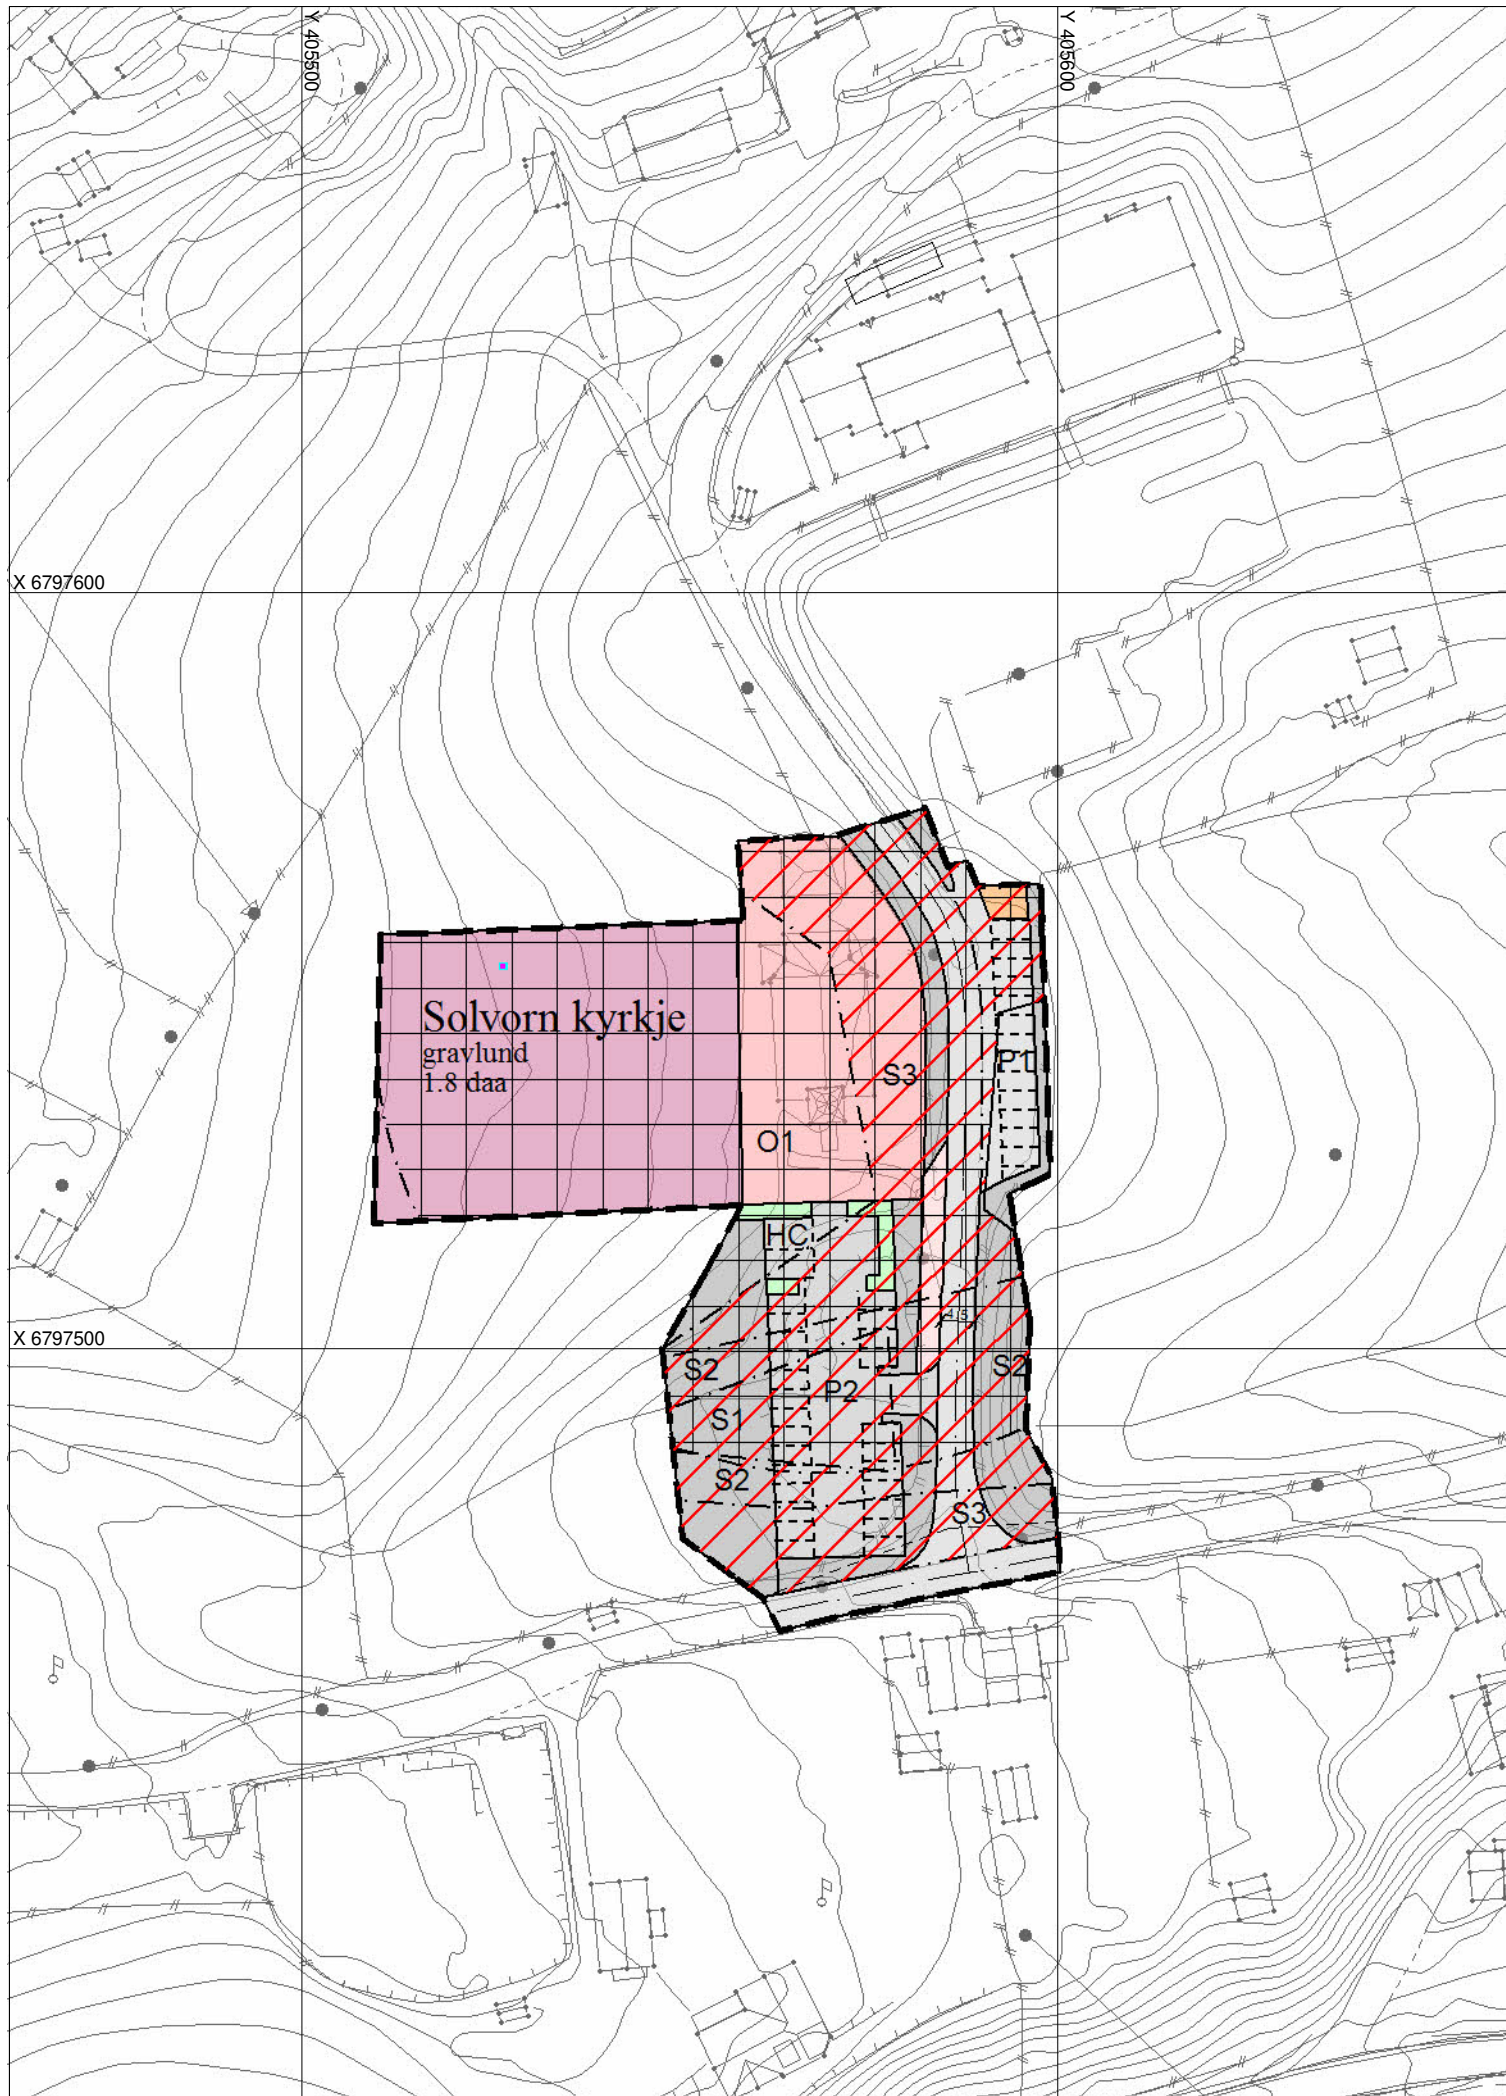 Y 405500
Y 405600
X 6797600
Solvorn kyrkje
gravlund
1.8 daa
P1
S3
O1
HC
X 6797500
S2
S2
P2
S1
S2
S3